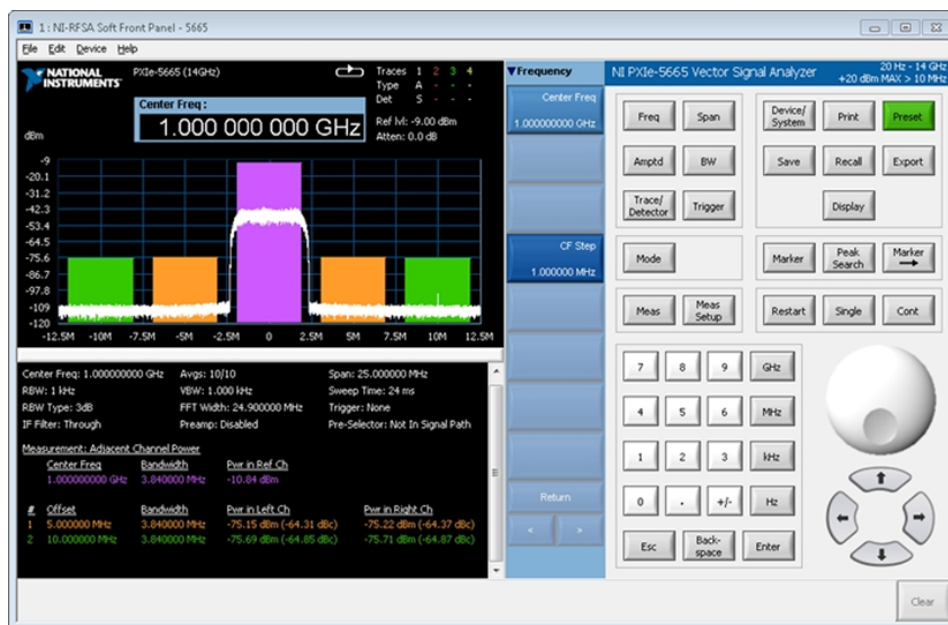 1: NI-RFSA Soft Front Panel - 5665
File Edit Device Help
NATIONAL INSTRUMENTS
PXIe-5665 (14GHz)
Traces 1 2 3 4
Type A - - -
Det S - - -
Center Freq :
1.000 000 000 GHz
Ref lvl: -9.00 dBm
Atten: 0.0 dB
dBm
-9
-20.1
-31.2
-42.3
-53.4
-64.5
-75.6
-86.7
-97.8
-109
-120
-12.5M -10M -7.5M -5M -2.5M 0 2.5M 5M 7.5M 10M 12.5M
Center Freq: 1.000000000 GHz Avgs: 10/10 Span: 25.000000 MHz
RBW: 1 kHz VBW: 1.000 kHz Sweep Time: 24 ms
RBW Type: 3dB FFT Width: 24.900000 MHz Trigger: None
IF Filter: Through Preamp: Disabled Pre-Selector: Not In Signal Path
Measurement: Adjacent Channel Power
Center Freq Bandwidth Pwr in Ref Ch
1.000000000 GHz 3.840000 MHz -10.84 dBm
# Offset Bandwidth Pwr in Left Ch Pwr in Right Ch
1 5.000000 MHz 3.840000 MHz -75.15 dBm (-64.31 dBc) -75.22 dBm (-64.37 dBc)
2 10.000000 MHz 3.840000 MHz -75.69 dBm (-64.85 dBc) -75.71 dBm (-64.87 dBc)
Frequency
Center Freq
1.000000000 GHz
CF Step
1.000000 MHz
Return
< >
NI PXIe-5665 Vector Signal Analyzer
20 Hz - 14 GHz
+20 dBm MAX > 10 MHz
Freq Span
Device/
System
Print Preset
Amptd BW Save Recall Export
Trace/
Detector
Trigger Display
Mode Marker
Peak
Search
Marker
Meas
Meas
Setup
Restart Single Cont
7 8 9 GHz
4 5 6 MHz
1 2 3 kHz
0 . +/- Hz
Esc
Back-
space
Enter
Clear